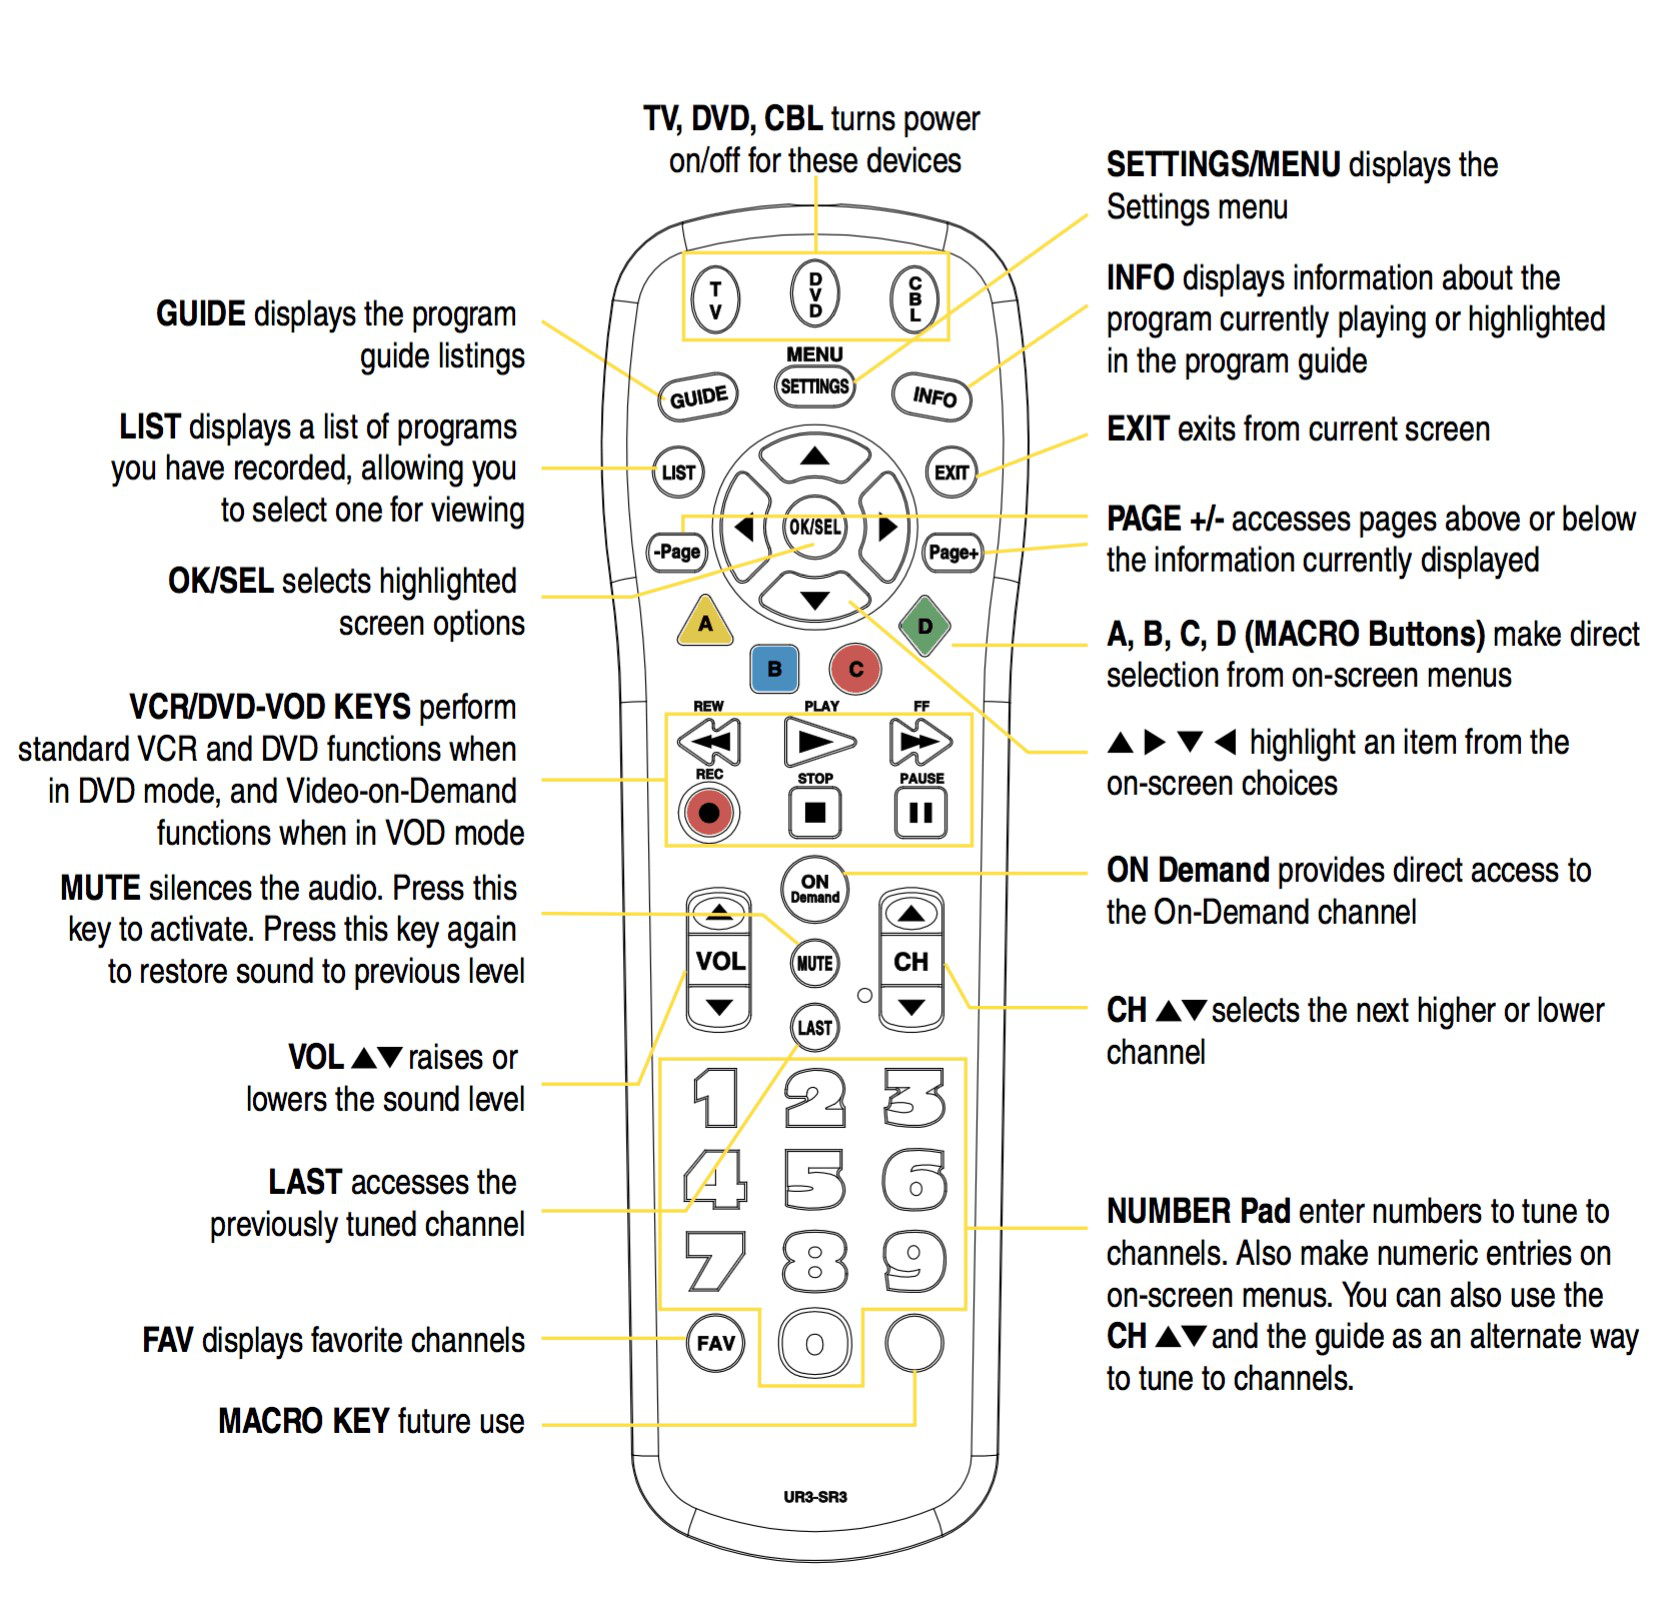 TV, DVD, CBL turns power
on/off for these devices
SETTINGS/MENU displays the
Settings menu
INFO displays information about the
program currently playing or highlighted
in the program guide
EXIT exits from current screen
PAGE +/- accesses pages above or below
the information currently displayed
A, B, C, D (MACRO Buttons) make direct
selection from on-screen menus
▲ ▶ ▼ ◀ highlight an item from the
on-screen choices
ON Demand provides direct access to
the On-Demand channel
CH ▲▼ selects the next higher or lower
channel
NUMBER Pad enter numbers to tune to
channels. Also make numeric entries on
on-screen menus. You can also use the
CH ▲▼ and the guide as an alternate way
to tune to channels.
GUIDE displays the program
guide listings
LIST displays a list of programs
you have recorded, allowing you
to select one for viewing
OK/SEL selects highlighted
screen options
VCR/DVD-VOD KEYS perform
standard VCR and DVD functions when
in DVD mode, and Video-on-Demand
functions when in VOD mode
MUTE silences the audio. Press this
key to activate. Press this key again
to restore sound to previous level
VOL ▲▼ raises or
lowers the sound level
LAST accesses the
previously tuned channel
FAV displays favorite channels
MACRO KEY future use
TV DVD CBL
MENU
GUIDE SETTINGS INFO
LIST EXIT
OK/SEL
-Page Page+
A D
B C
REW PLAY FF
REC STOP PAUSE
ON
Demand
VOL MUTE CH
LAST
1 2 3
4 5 6
7 8 9
FAV 0
UR3-SR3